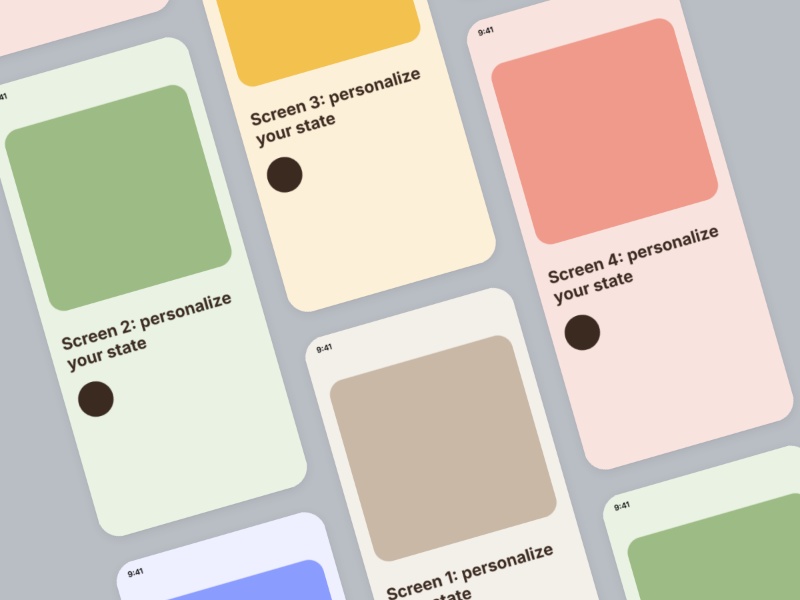 41
Screen 2: personalize
your state
9:41
Screen 3: personalize
your state
9:41
Screen 1: personalize
state
9:41
Screen 4: personalize
your state
9:41